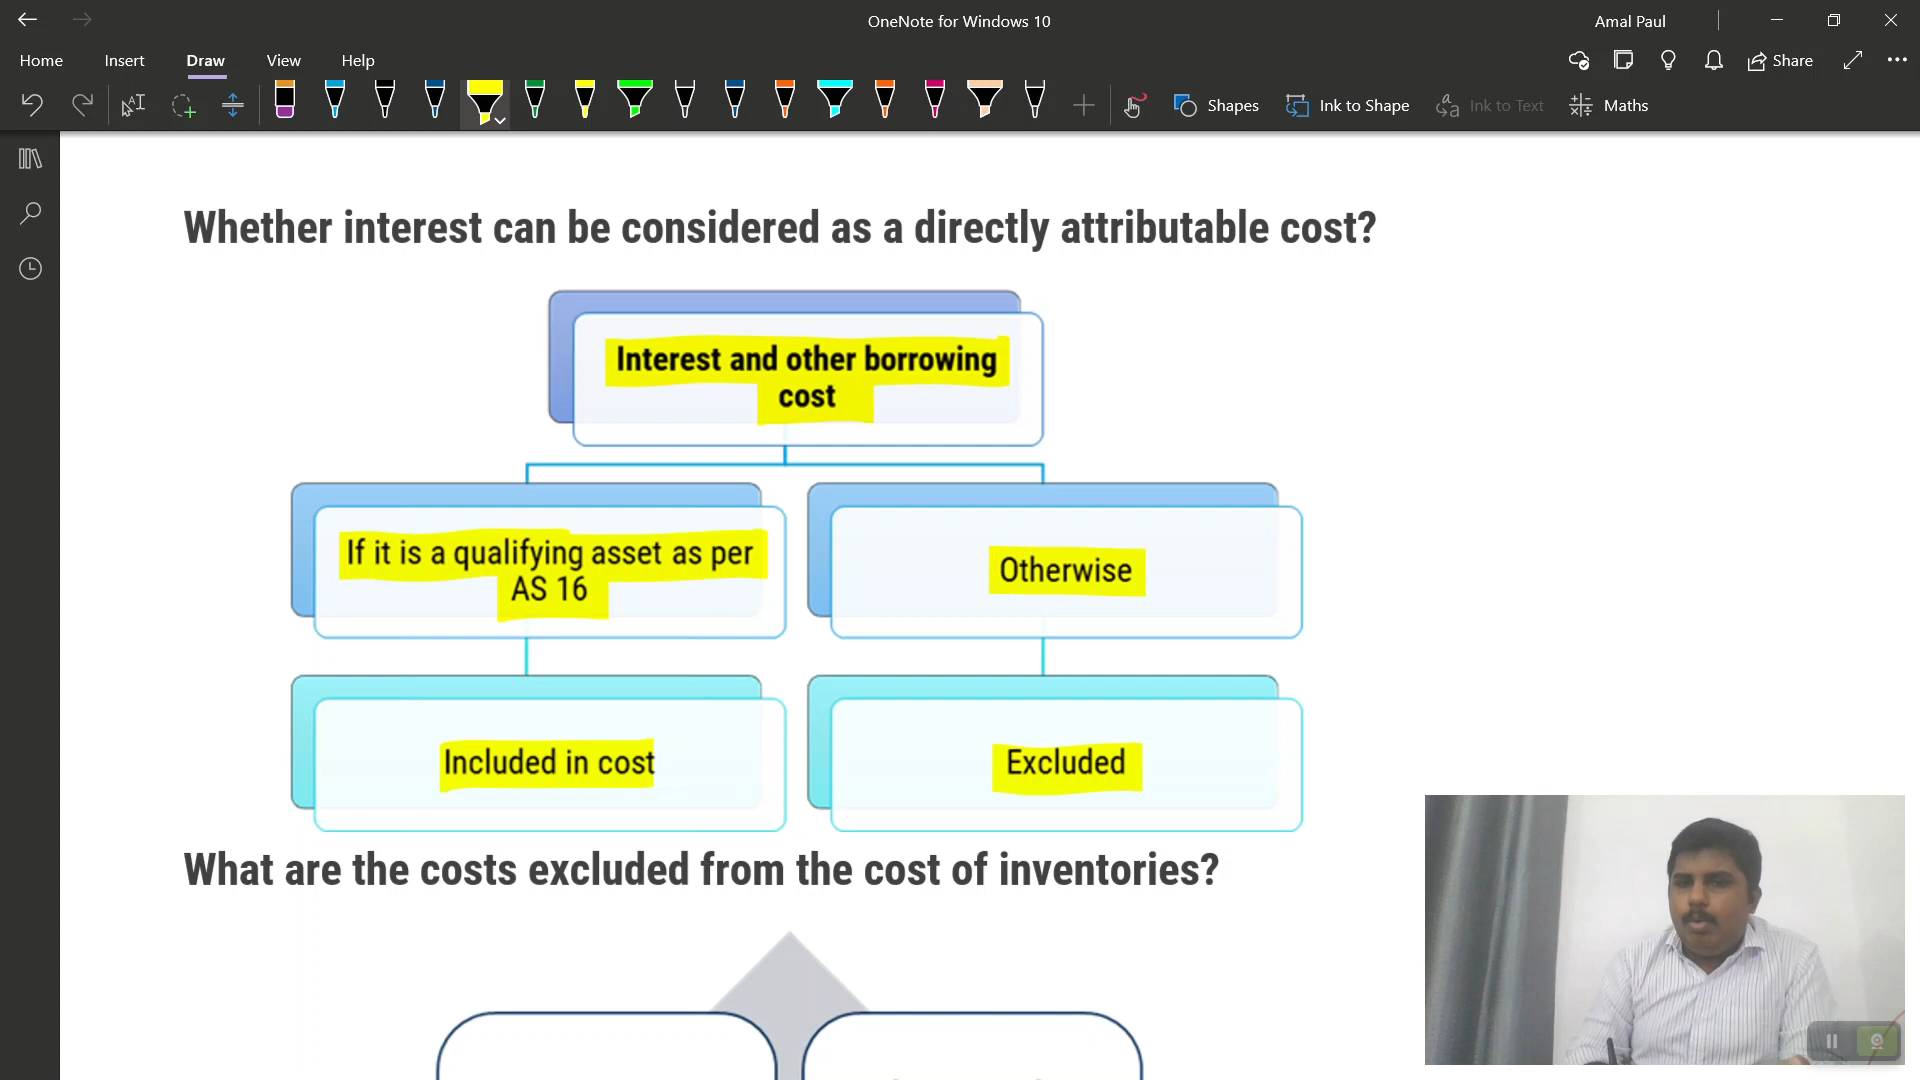 OneNote for Windows 10
Amal Paul
Home Insert Draw View Help
Share
Shapes Ink to Shape Ink to Text Maths
Whether interest can be considered as a directly attributable cost?
Interest and other borrowing
cost
If it is a qualifying asset as per
AS 16
Otherwise
Included in cost
Excluded
What are the costs excluded from the cost of inventories?